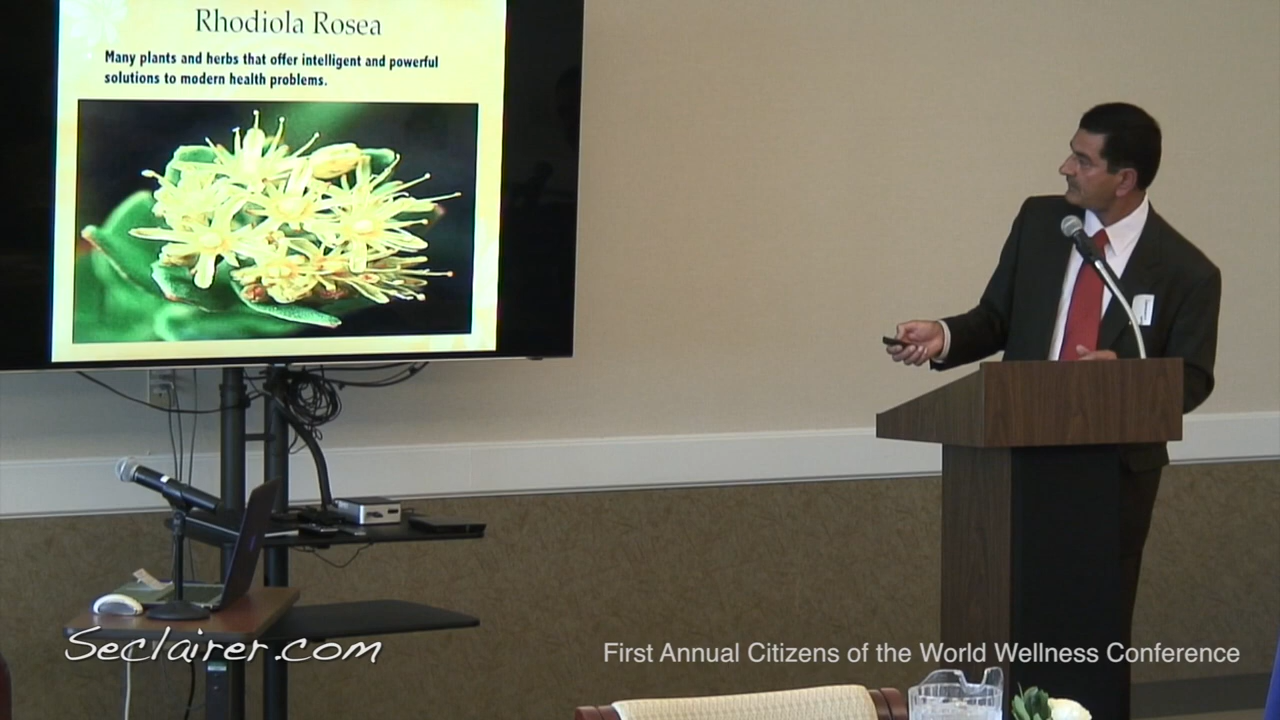 Rhodiola Rosea
Many plants and herbs that offer intelligent and powerful
solutions to modern health problems.
Seclairer.com
First Annual Citizens of the World Wellness Conference